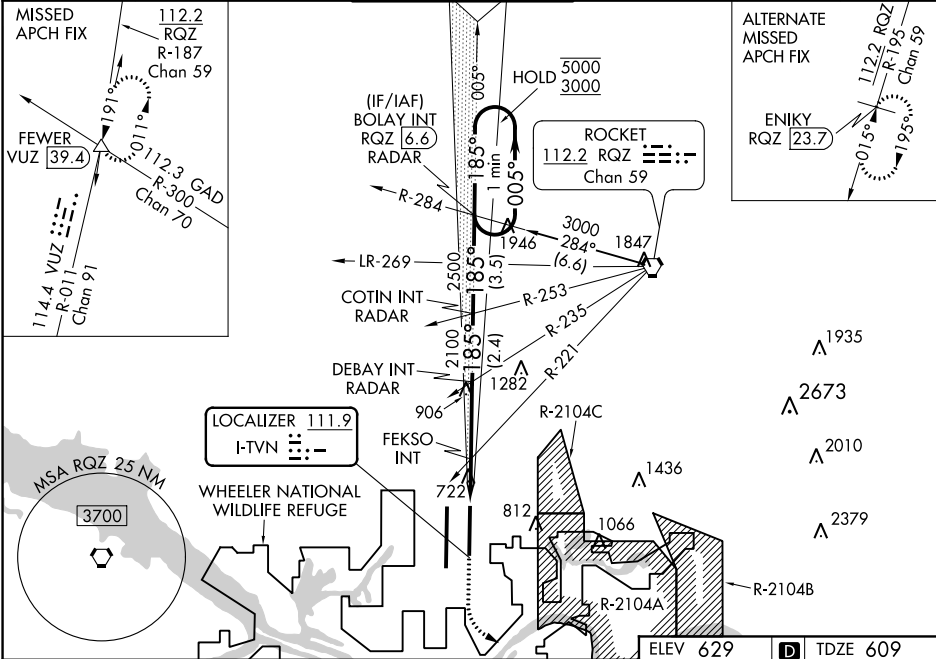 MISSED
APCH FIX
112.2
RQZ
R-187
Chan 59
191°
011°
FEWER
VUZ 39.4
112.3 GAD
R-300
Chan 70
114.4 VUZ
R-011
Chan 91
005°
HOLD 5000
3000
(IF/IAF)
BOLAY INT
RQZ 6.6
RADAR
185°
1 min
005°
ROCKET
112.2 RQZ
Chan 59
ALTERNATE
MISSED
APCH FIX
112.2 RQZ
R-195
Chan 59
ENIKY
RQZ 23.7
015°
195°
R-284
1946
3000
284°
(6.6)
1847
LR-269
2500
185°
(3.5)
R-253
COTIN INT
RADAR
R-235
2100
185°
(2.4)
R-221
DEBAY INT
RADAR
1282
906
1935
2673
LOCALIZER 111.9
I-TVN
FEKSO
INT
R-2104C
2010
1436
MSA RQZ 25 NM
3700
WHEELER NATIONAL
WILDLIFE REFUGE
722
812
1066
2379
R-2104B
R-2104A
ELEV 629
D
TDZE 609